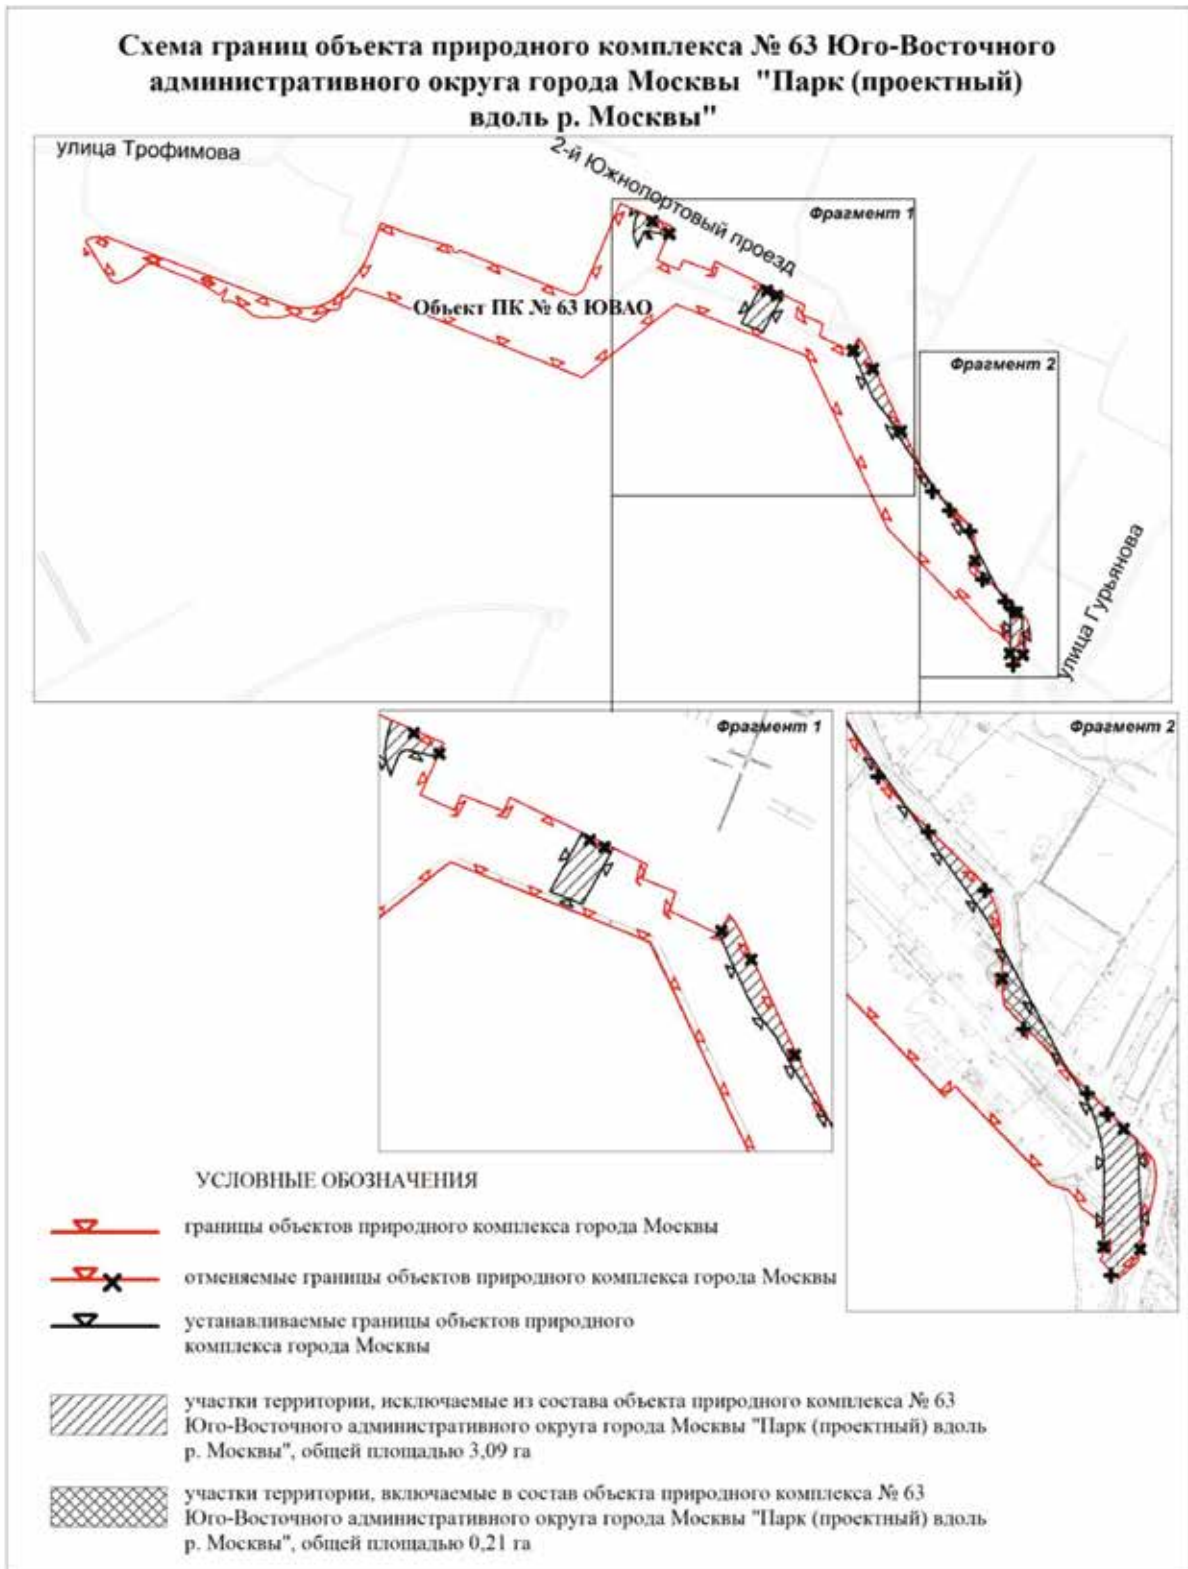 Схема границ объекта природного комплекса № 63 Юго-Восточного
административного округа города Москвы "Парк (проектный)
вдоль р. Москвы"
улица Трофимова
2-й Южнопортовый проезд
Фрагмент 1
Объект ПК № 63 ЮВАО
Фрагмент 2
улица Гурьянова
Фрагмент 1
Фрагмент 2
УСЛОВНЫЕ ОБОЗНАЧЕНИЯ
границы объектов природного комплекса города Москвы
отменяемые границы объектов природного комплекса города Москвы
устанавливаемые границы объектов природного
комплекса города Москвы
участки территории, исключаемые из состава объекта природного комплекса № 63
Юго-Восточного административного округа города Москвы "Парк (проектный) вдоль
р. Москвы", общей площадью 3,09 га
участки территории, включаемые в состав объекта природного комплекса № 63
Юго-Восточного административного округа города Москвы "Парк (проектный) вдоль
р. Москвы", общей площадью 0,21 га